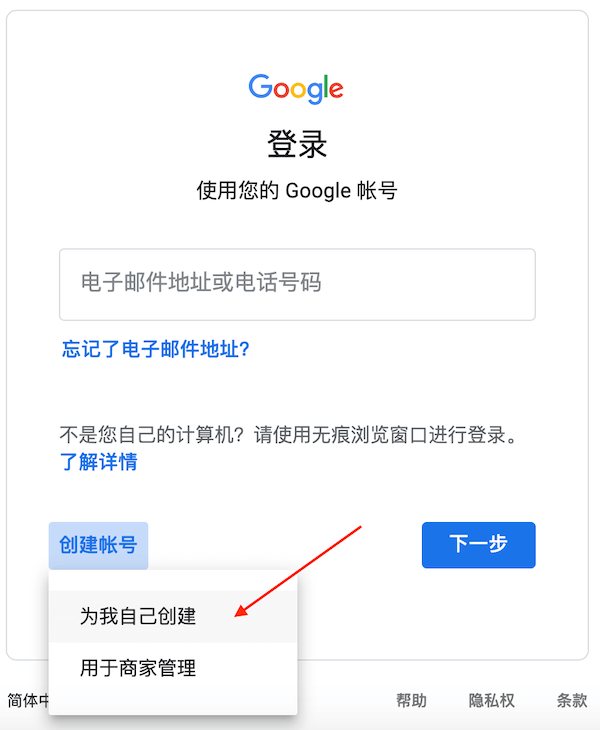 Google
登录
使用您的 Google 帐号
电子邮件地址或电话号码
忘记了电子邮件地址?
不是您自己的计算机？请使用无痕浏览窗口进行登录。
了解详情
创建帐号
下一步
为我自己创建
用于商家管理
简体中
帮助
隐私权
条款